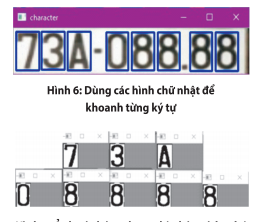 character
73A-088.88
Hình 6: Dùng các hình chữ nhật để
khoanh từng ký tự
7 3 A
0 8 8 8 8